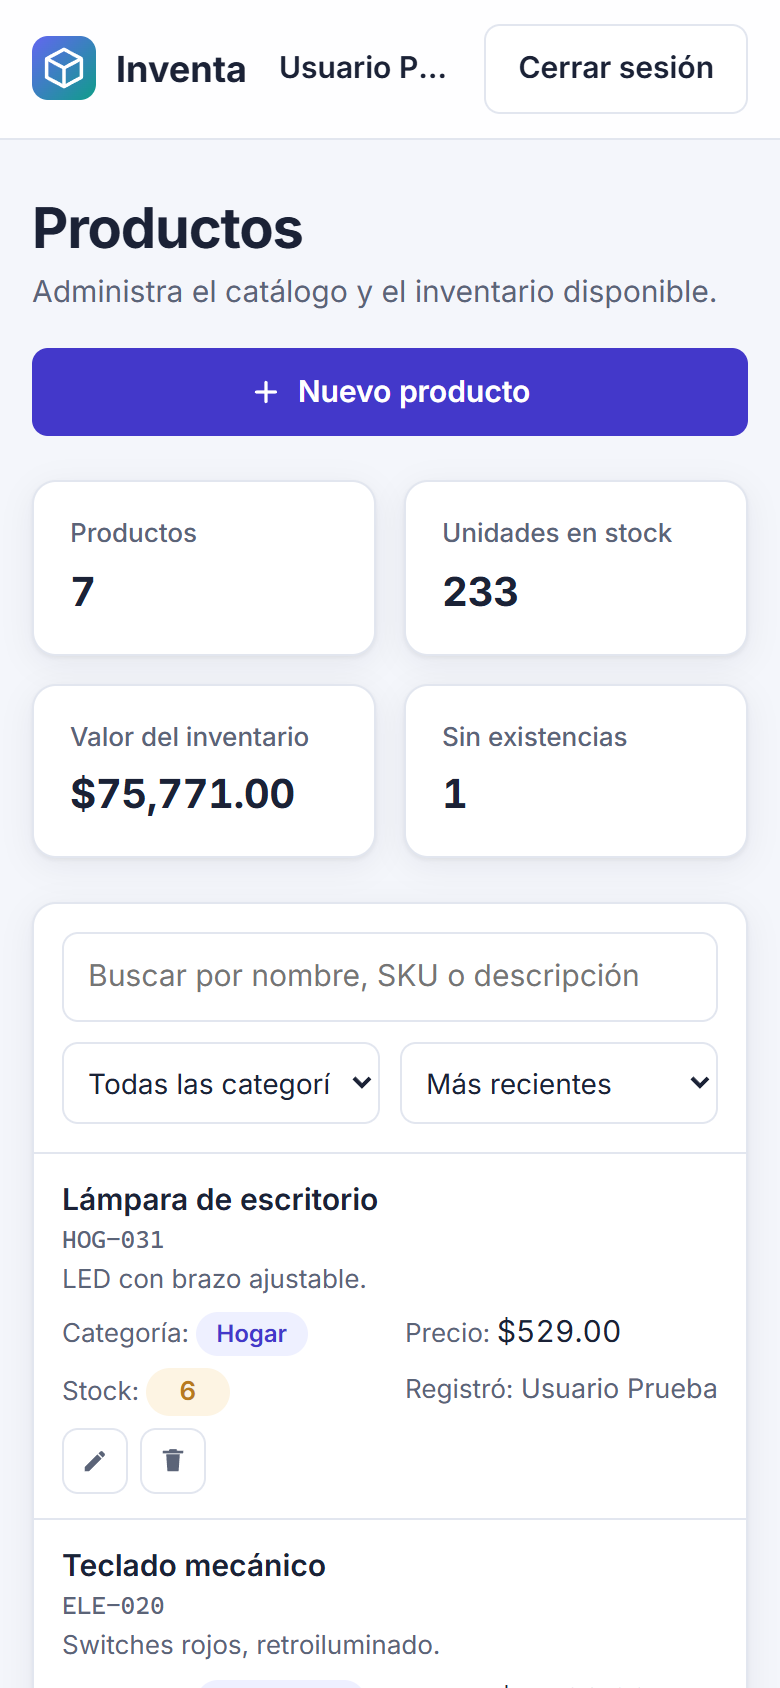 Inventa Usuario P... Cerrar sesión
Productos
Administra el catálogo y el inventario disponible.
+ Nuevo producto
Productos
7
Unidades en stock
233
Valor del inventario
$75,771.00
Sin existencias
1
Buscar por nombre, SKU o descripción
Todas las categorí
Más recientes
Lámpara de escritorio
HOG-031
LED con brazo ajustable.
Categoría: Hogar
Precio: $529.00
Stock: 6
Registró: Usuario Prueba
Teclado mecánico
ELE-020
Switches rojos, retroiluminado.